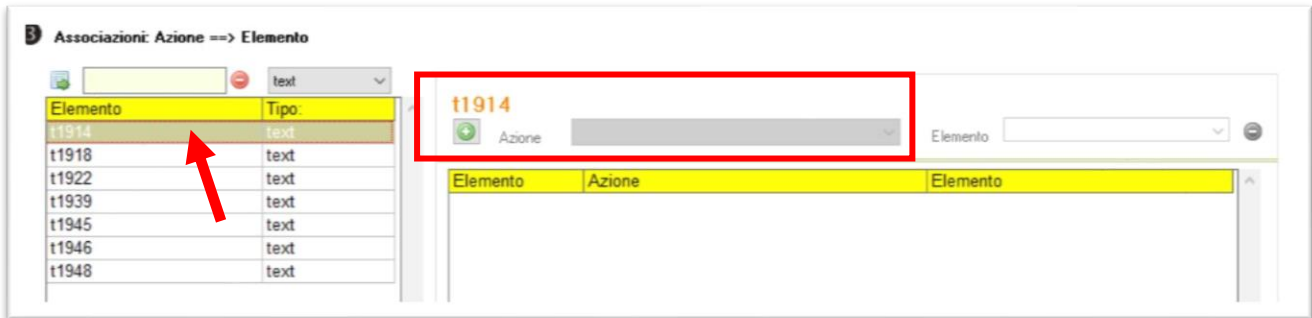 Associazioni: Azione ==> Elemento
text
Elemento Tipo:
t1914 text
t1918 text
t1922 text
t1939 text
t1945 text
t1946 text
t1948 text
t1914
Azione Elemento
Elemento Azione Elemento